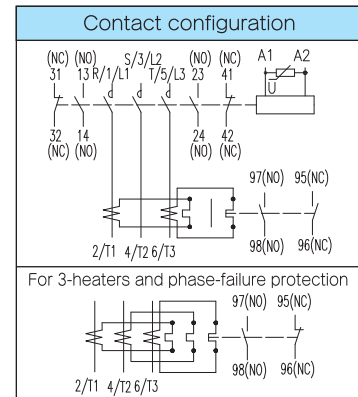 Contact configuration
S/3/L2
(NC) (NO) (NO) (NC) A1 A2
31 13 R/1/L1 T/5/L3 23 41
U
32 14 24 42
(NC) (NO) (NO) (NC)
97(NO) 95(NC)
2/T1 4/T2 6/T3 98(NO) 96(NC)
For 3-heaters and phase-failure protection
97(NO) 95(NC)
98(NO) 96(NC)
2/T1 4/T2 6/T3